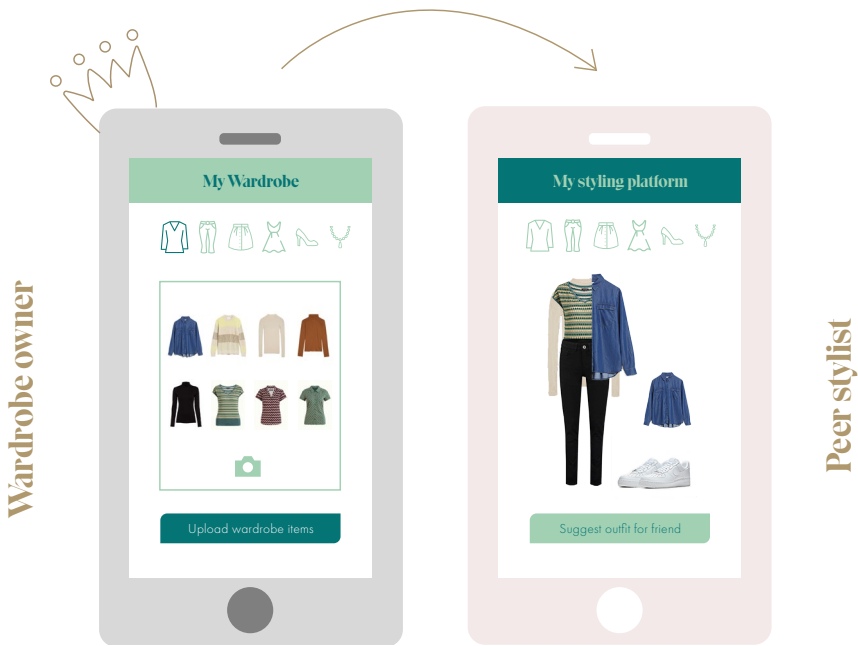 My Wardrobe
Upload wardrobe items
Wardrobe owner
My styling platform
Suggest outfit for friend
Peer stylist